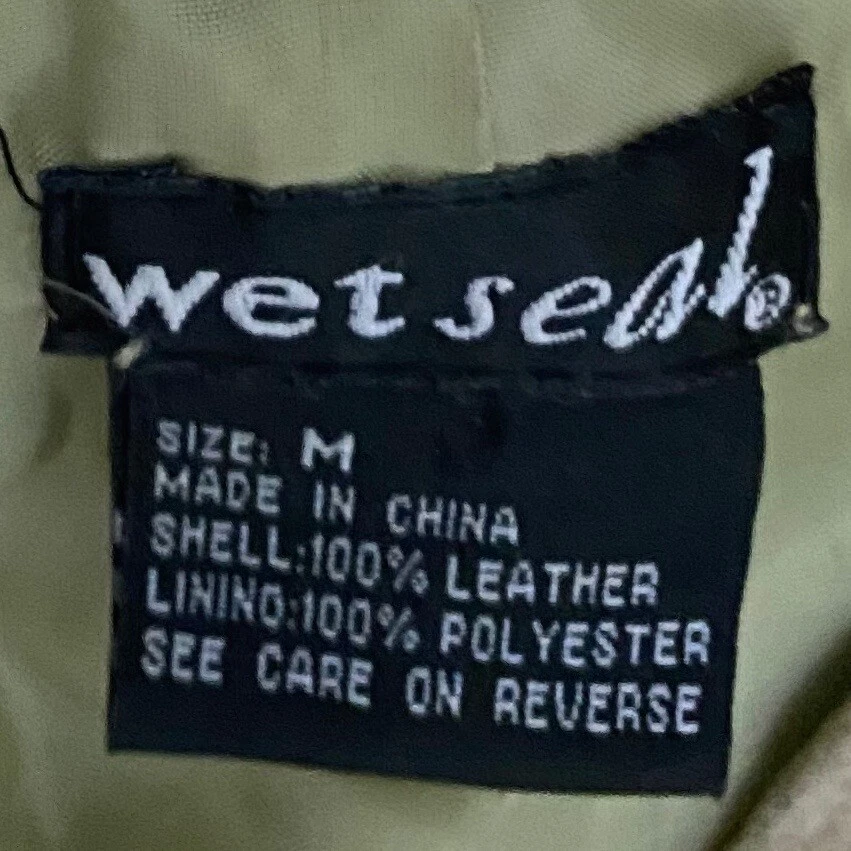 wet seal®
SIZE: M
MADE IN CHINA
SHELL:100% LEATHER
LINING:100% POLYESTER
SEE CARE ON REVERSE